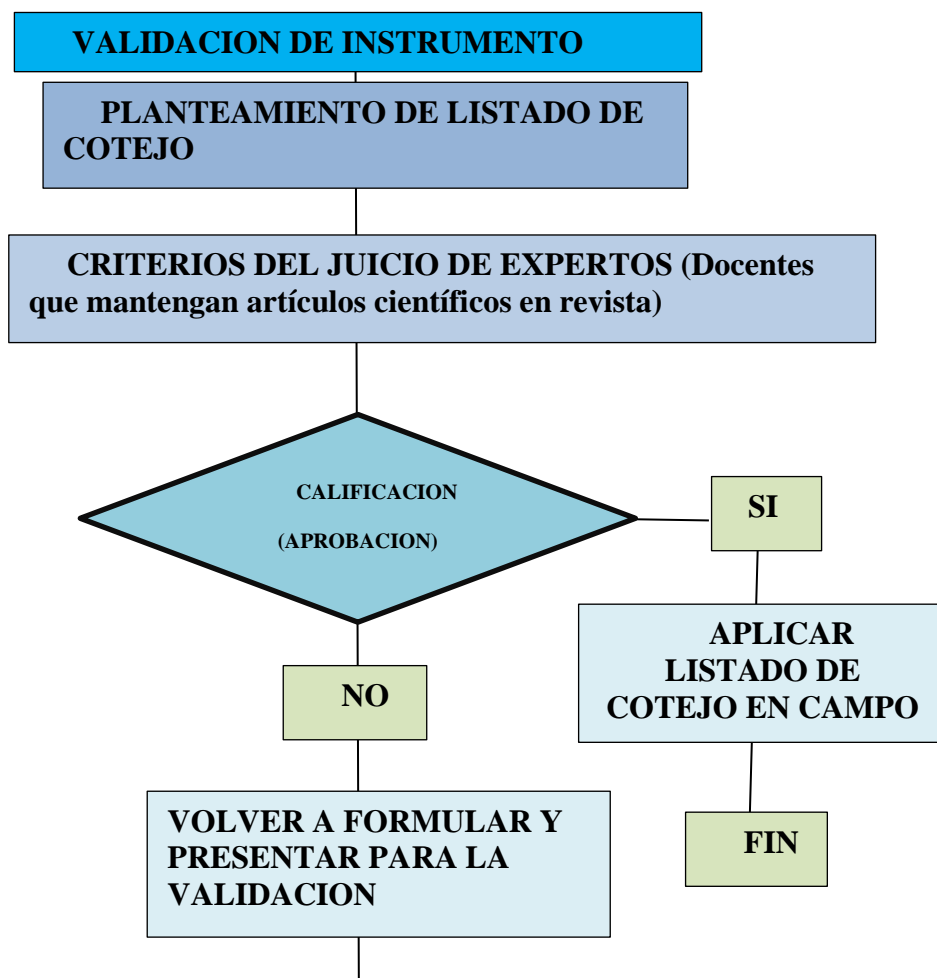 VALIDACION DE INSTRUMENTO
PLANTEAMIENTO DE LISTADO DE
COTEJO
CRITERIOS DEL JUICIO DE EXPERTOS (Docentes
que mantengan artículos científicos en revista)
CALIFICACION
(APROBACION)
SI
APLICAR
LISTADO DE
COTEJO EN CAMPO
NO
VOLVER A FORMULAR Y
PRESENTAR PARA LA
VALIDACION
FIN